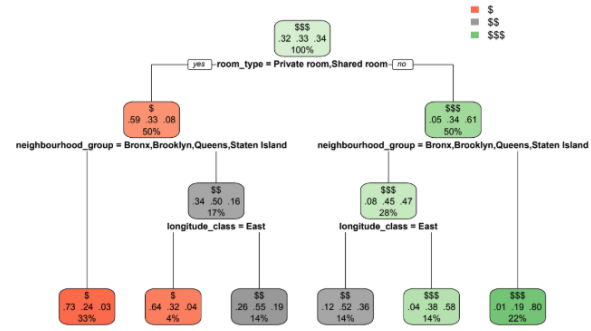 $
$$
$$$
$$$
.32 .33 .34
100%
yes room_type = Private room,Shared room no
$
.59 .33 .08
50%
$$$
.05 .34 .61
50%
neighbourhood_group = Bronx,Brooklyn,Queens,Staten Island
neighbourhood_group = Bronx,Brooklyn,Queens,Staten Island
$$
.34 .50 .16
17%
$$$
.08 .45 .47
28%
longitude_class = East
longitude_class = East
$
.73 .24 .03
33%
$
.64 .32 .04
4%
$$
.26 .55 .19
14%
$$
.12 .52 .36
14%
$$$
.04 .38 .58
14%
$$$
.01 .19 .80
22%